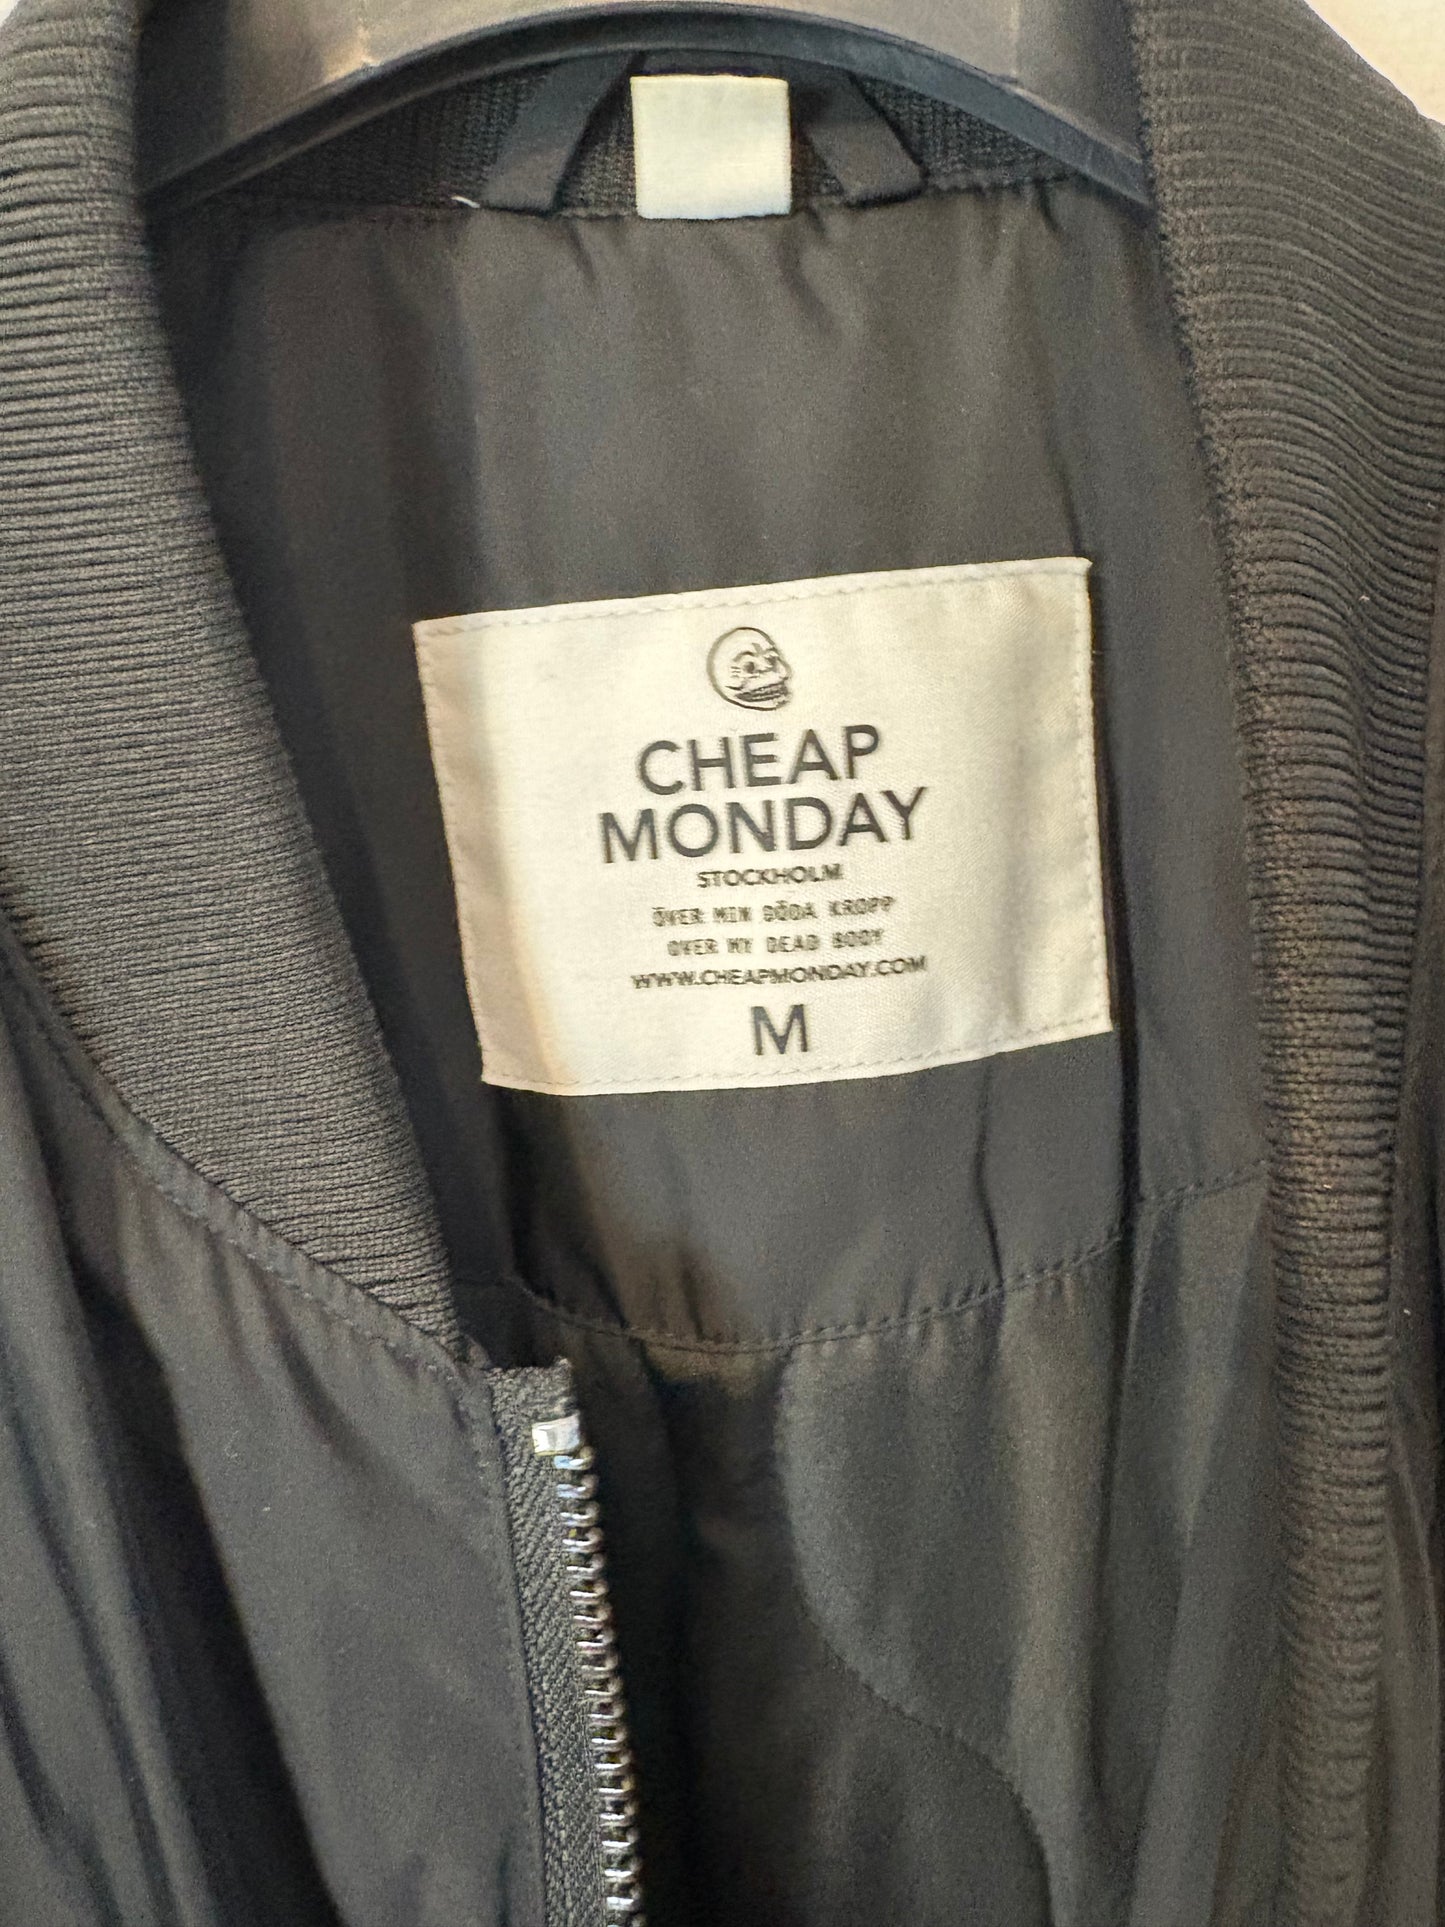 CHEAP
MONDAY
STOCKHOLM
ÖVER MIN DÖDA KROPP
OVER MY DEAD BODY
WWW.CHEAPMONDAY.COM
M